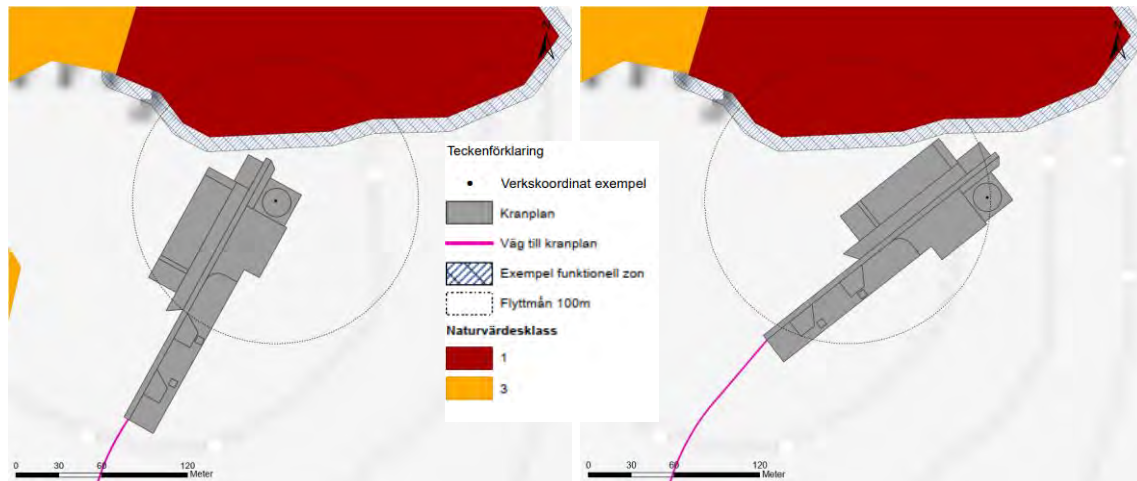 N
N
Teckenförklaring
Verkskoordinat exempel
Kranplan
Väg till kranplan
Exempel funktionell zon
Flyttmån 100m
Naturvärdesklass
1
3
0 30 60 120
Meter
0 30 60 120
Meter